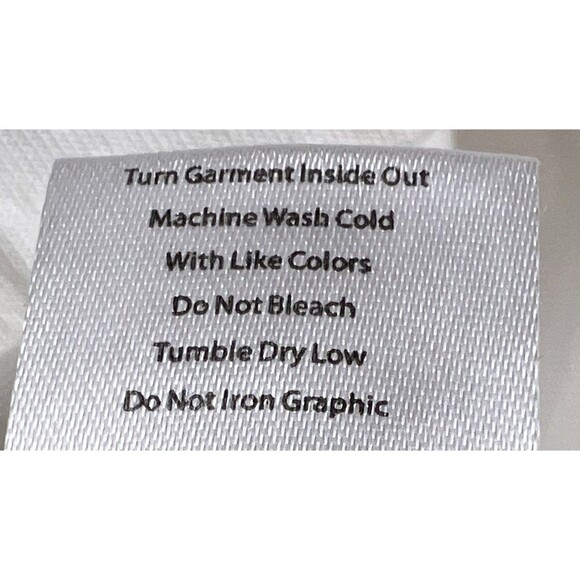 Turn Garment Inside Out
Machine Wash Cold
With Like Colors
Do Not Bleach
Tumble Dry Low
Do Not Iron Graphic